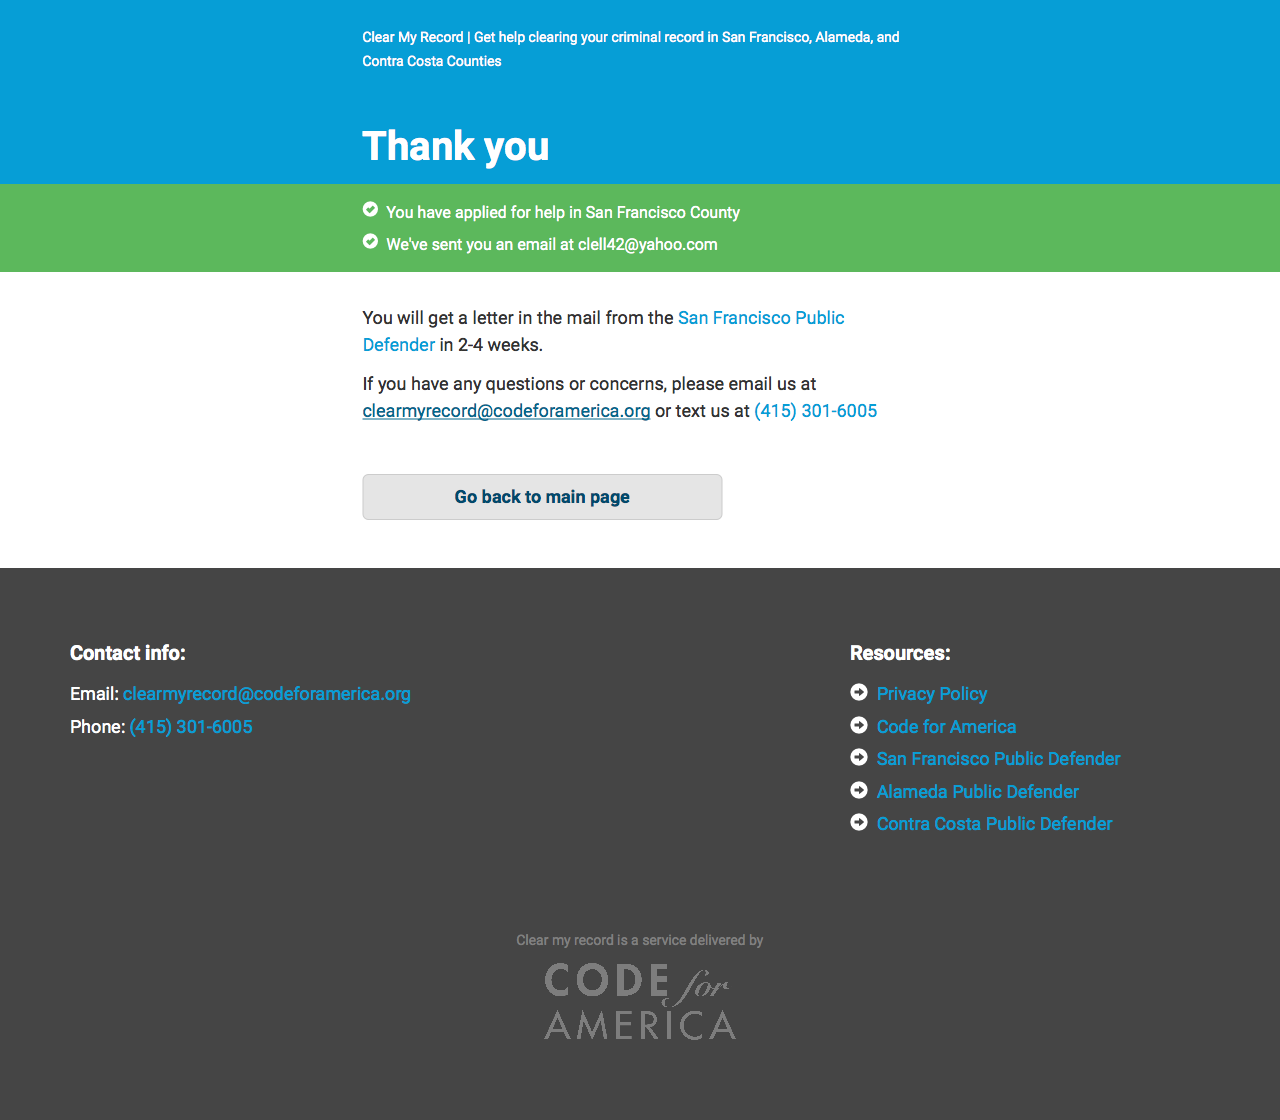 Clear My Record | Get help clearing your criminal record in San Francisco, Alameda, and
Contra Costa Counties
Thank you
You have applied for help in San Francisco County
We've sent you an email at clell42@yahoo.com
You will get a letter in the mail from the San Francisco Public
Defender in 2-4 weeks.
If you have any questions or concerns, please email us at
clearmyrecord@codeforamerica.org or text us at (415) 301-6005
Go back to main page
Contact info:
Email: clearmyrecord@codeforamerica.org
Phone: (415) 301-6005
Resources:
Privacy Policy
Code for America
San Francisco Public Defender
Alameda Public Defender
Contra Costa Public Defender
Clear my record is a service delivered by
CODE for
AMERICA